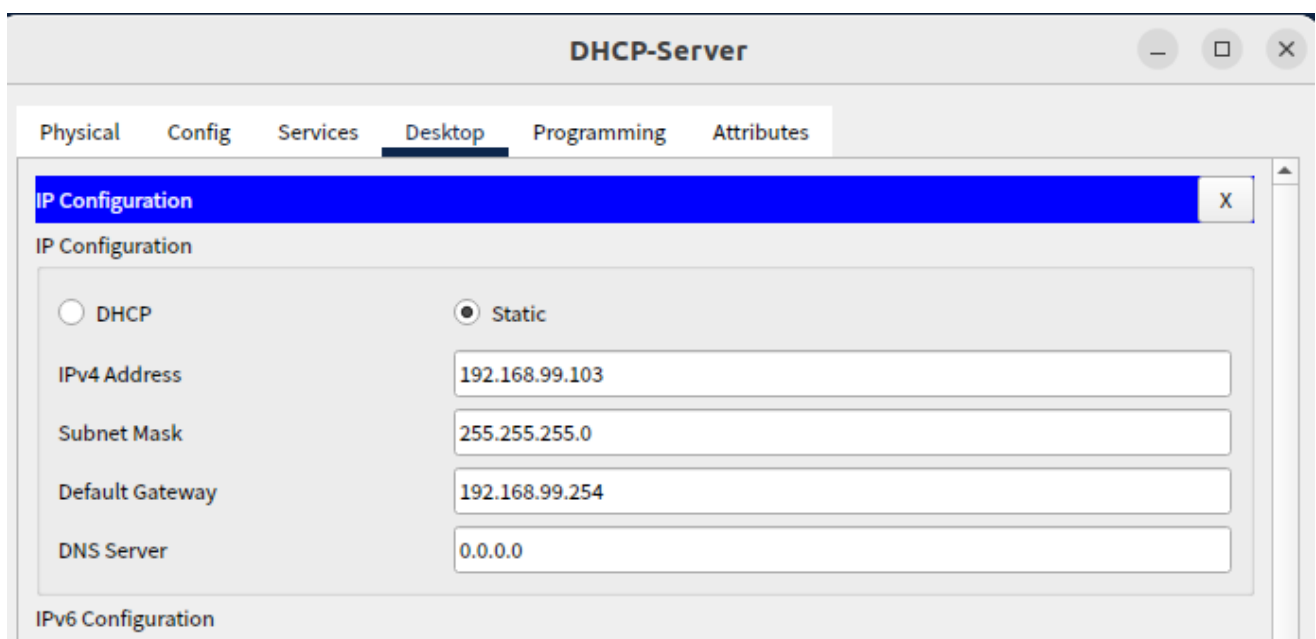 DHCP-Server
Physical Config Services Desktop Programming Attributes
IP Configuration X
IP Configuration
DHCP Static
IPv4 Address 192.168.99.103
Subnet Mask 255.255.255.0
Default Gateway 192.168.99.254
DNS Server 0.0.0.0
IPv6 Configuration